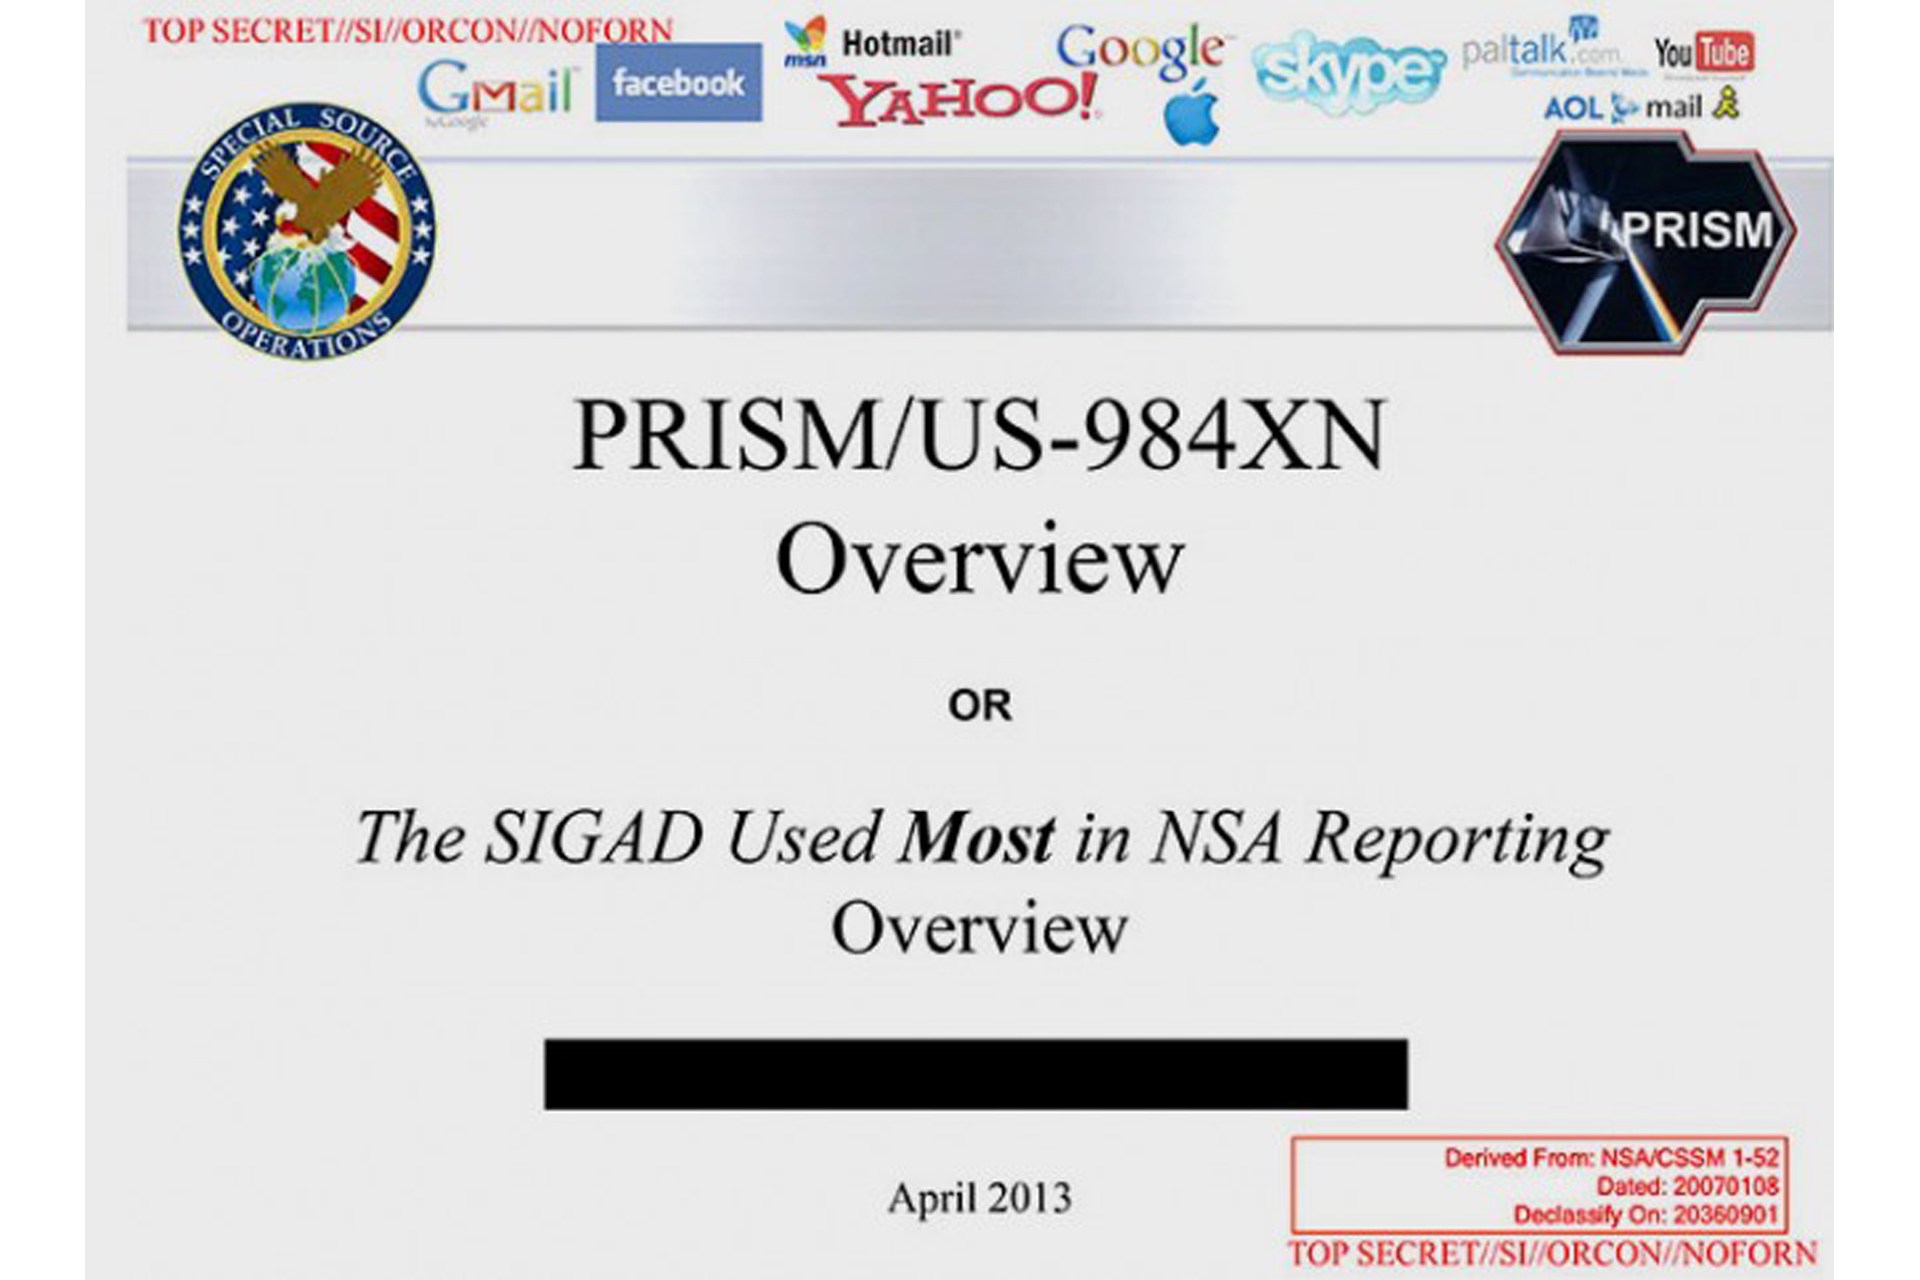 TOP SECRET//SI//ORCON//NOFORN
Gmail
by Google
facebook
msn
Hotmail
YAHOO!
Google
skype
paltalk.com
YouTube
AOL mail
SPECIAL SOURCE
OPERATIONS
PRISM
PRISM/US-984XN
Overview
OR
The SIGAD Used Most in NSA Reporting
Overview
April 2013
Derived From: NSA/CSSM 1-52
Dated: 20070108
Declassify On: 20360901
TOP SECRET//SI//ORCON//NOFORN